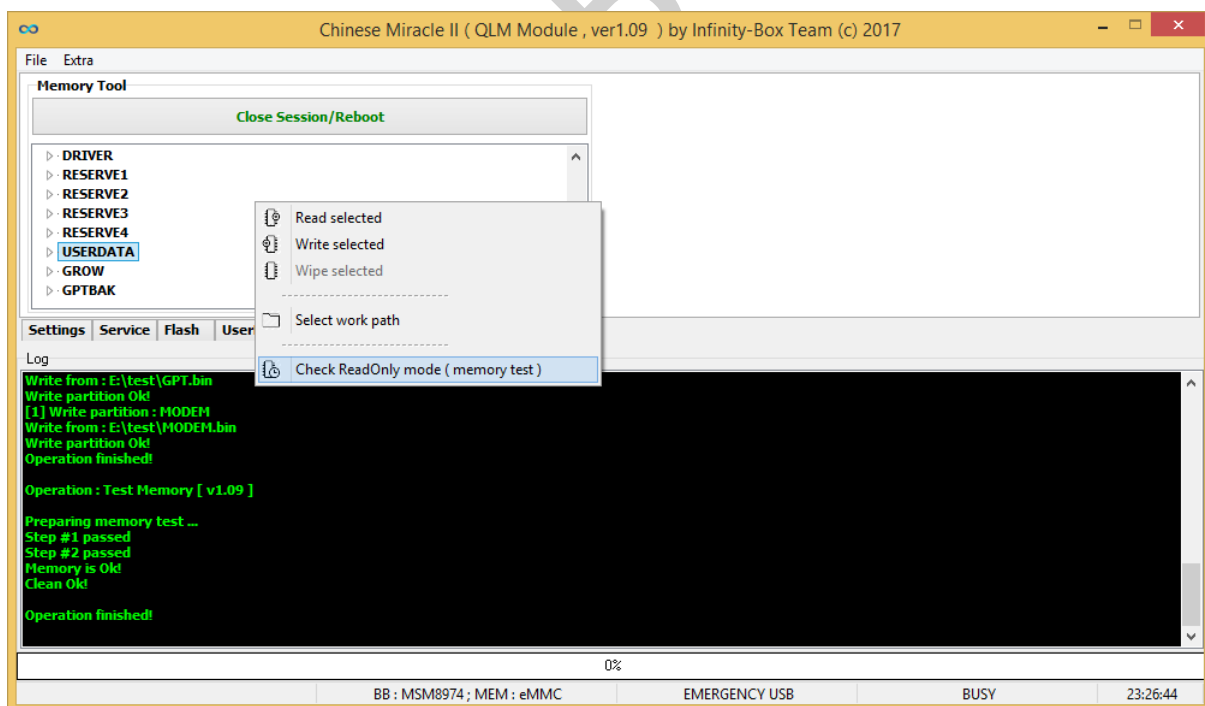 Chinese Miracle II ( QLM Module , ver1.09 ) by Infinity-Box Team (c) 2017
File Extra
Memory Tool
Close Session/Reboot
DRIVER
RESERVE1
RESERVE2
RESERVE3
RESERVE4
USERDATA
GROW
GPTBAK
Read selected
Write selected
Wipe selected
Select work path
Check ReadOnly mode ( memory test )
Settings Service Flash User
Log
Write from : E:\test\GPT.bin
Write partition Ok!
[1] Write partition : MODEM
Write from : E:\test\MODEM.bin
Write partition Ok!
Operation finished!
Operation : Test Memory [ v1.09 ]
Preparing memory test ...
Step #1 passed
Step #2 passed
Memory is Ok!
Clean Ok!
Operation finished!
0%
BB : MSM8974 ; MEM : eMMC EMERGENCY USB BUSY 23:26:44